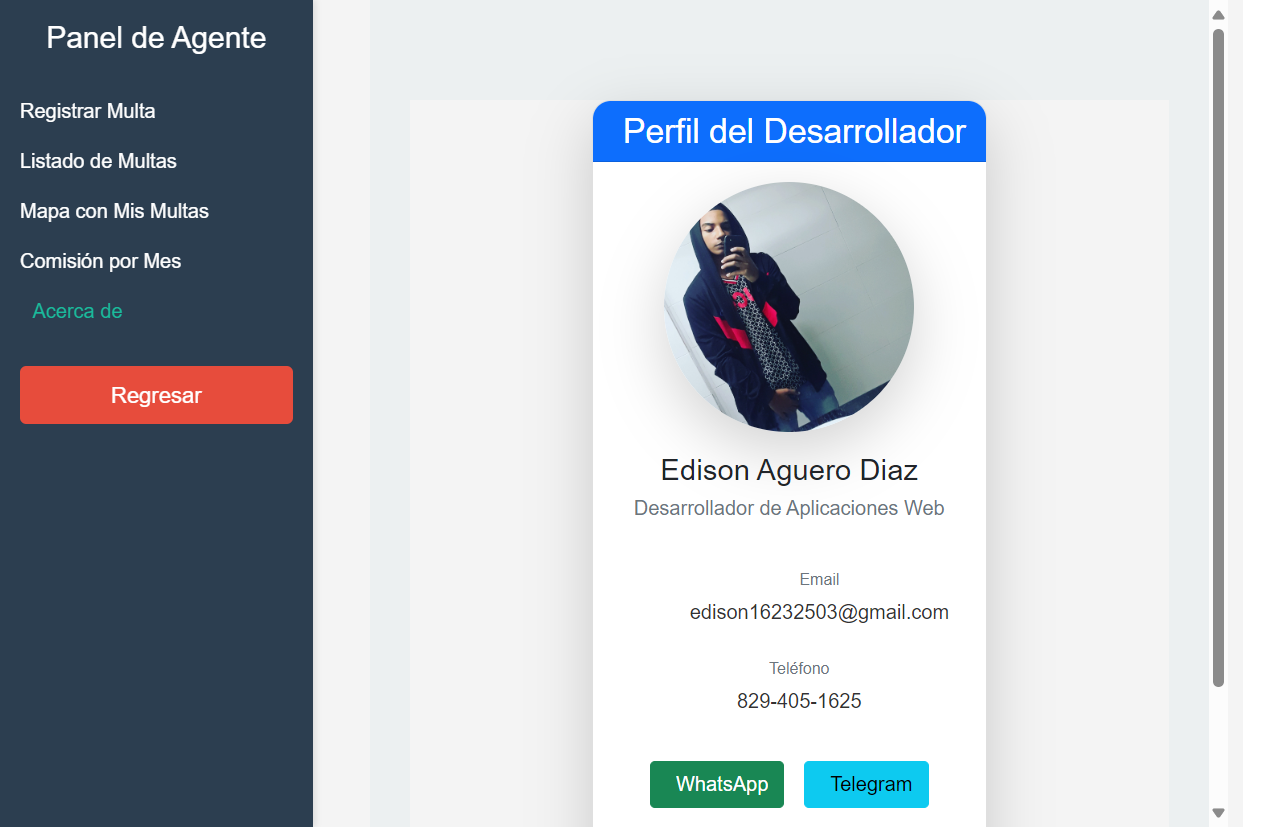 Panel de Agente
Registrar Multa
Listado de Multas
Mapa con Mis Multas
Comisión por Mes
Acerca de
Regresar
Perfil del Desarrollador
Edison Aguero Diaz
Desarrollador de Aplicaciones Web
Email
edison16232503@gmail.com
Teléfono
829-405-1625
WhatsApp
Telegram